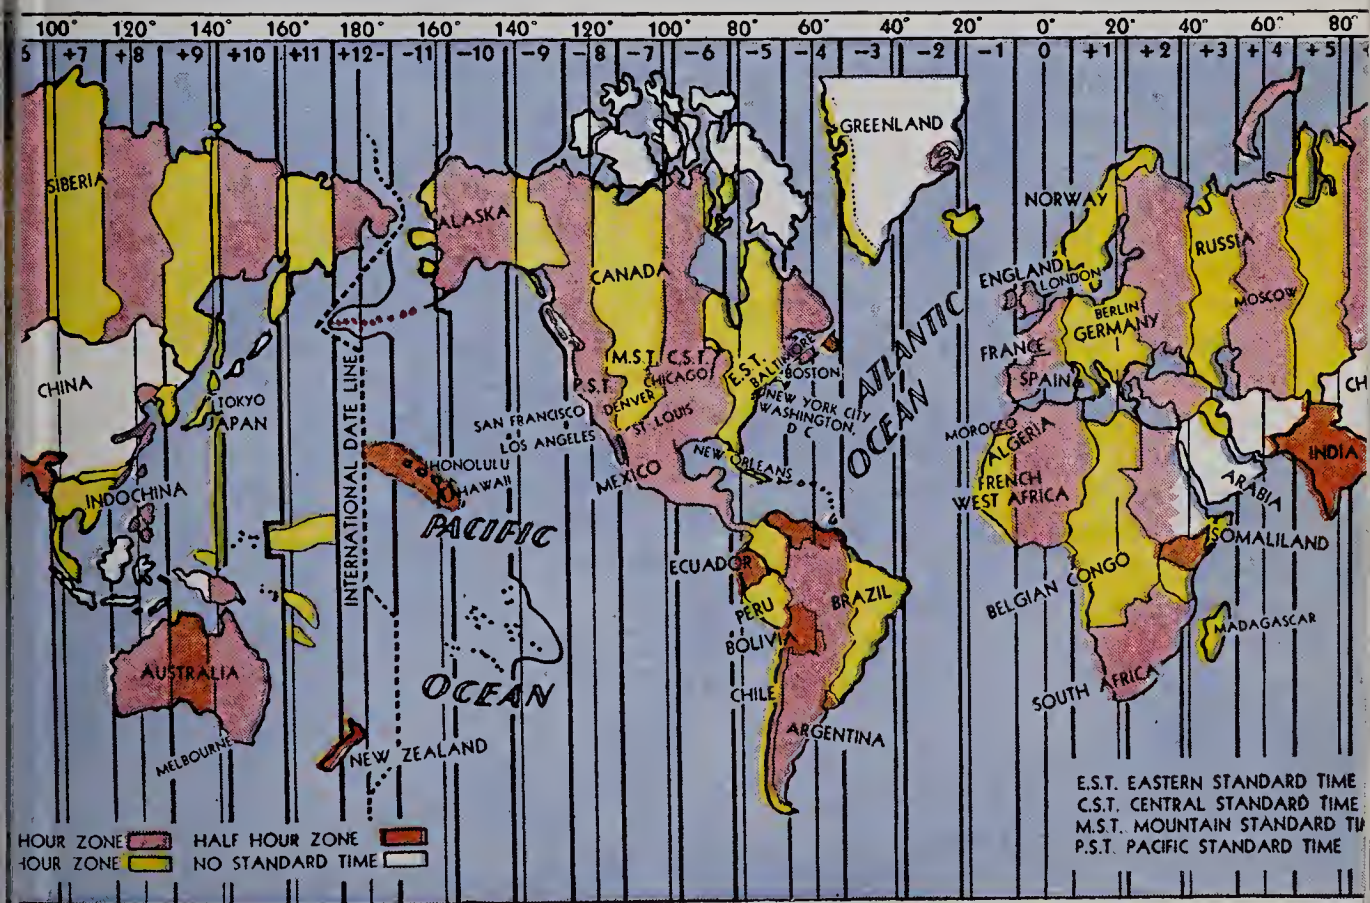 100° 120° 140° 160° 180° 160° 140° 120° 100° 80° 60° 40° 20° 0° 20° 40° 60° 80°
+7 +8 +9 +10 +11 +12 - -11 -10 -9 -8 -7 -6 -5 -4 -3 -2 -1 0 +1 +2 +3 +4 +5
SIBERIA
CHINA
TOKYO
JAPAN
INDOCHINA
AUSTRALIA
MELBOURNE
INTERNATIONAL DATE LINE
NEW ZEALAND
HONOLULU
HAWAII
PACIFIC
OCEAN
ALASKA
CANADA
M.S.T.
C.S.T.
E.S.T.
P.S.T.
CHICAGO
DENVER
ST. LOUIS
SAN FRANCISCO
LOS ANGELES
MEXICO
NEW ORLEANS
BALTIMORE
BOSTON
NEW YORK CITY
WASHINGTON,
D C
GREENLAND
ATLANTIC
OCEAN
ECUADOR
PERU
BRAZIL
BOLIVIA
CHILE
ARGENTINA
NORWAY
ENGLAND
LONDON
RUSSIA
MOSCOW
BERLIN
GERMANY
FRANCE
SPAIN
MOROCCO
ALGERIA
FRENCH
WEST AFRICA
ARABIA
INDIA
CH
SOMALILAND
BELGIAN CONGO
MADAGASCAR
SOUTH AFRICA
HOUR ZONE HALF HOUR ZONE
HOUR ZONE NO STANDARD TIME
E.S.T. EASTERN STANDARD TIME
C.S.T. CENTRAL STANDARD TIME
M.S.T. MOUNTAIN STANDARD TI
P.S.T. PACIFIC STANDARD TIME